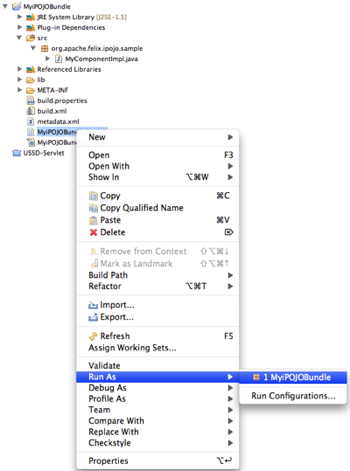 MyiPOJOBundle
JRE System Library [J2SE-1.5]
Plug-in Dependencies
src
org.apache.felix.ipojo.sample
MyComponentImpl.java
Referenced Libraries
lib
META-INF
build.properties
build.xml
metadata.xml
MyiPOJOBund
MyiPOJOBun
USSD-Servlet
New
Open F3
Open With
Show In ⌥⌘W
Copy ⌘C
Copy Qualified Name
Paste ⌘V
Delete ⌦
Remove from Context ⇧⌥⌘↓
Mark as Landmark ⇧⌥⌘↑
Build Path
Refactor ⌥⌘T
Import...
Export...
Refresh F5
Assign Working Sets...
Validate
Run As
1 MyiPOJOBundle
Debug As
Run Configurations...
Profile As
Team
Compare With
Replace With
Checkstyle
Properties ⌥↩